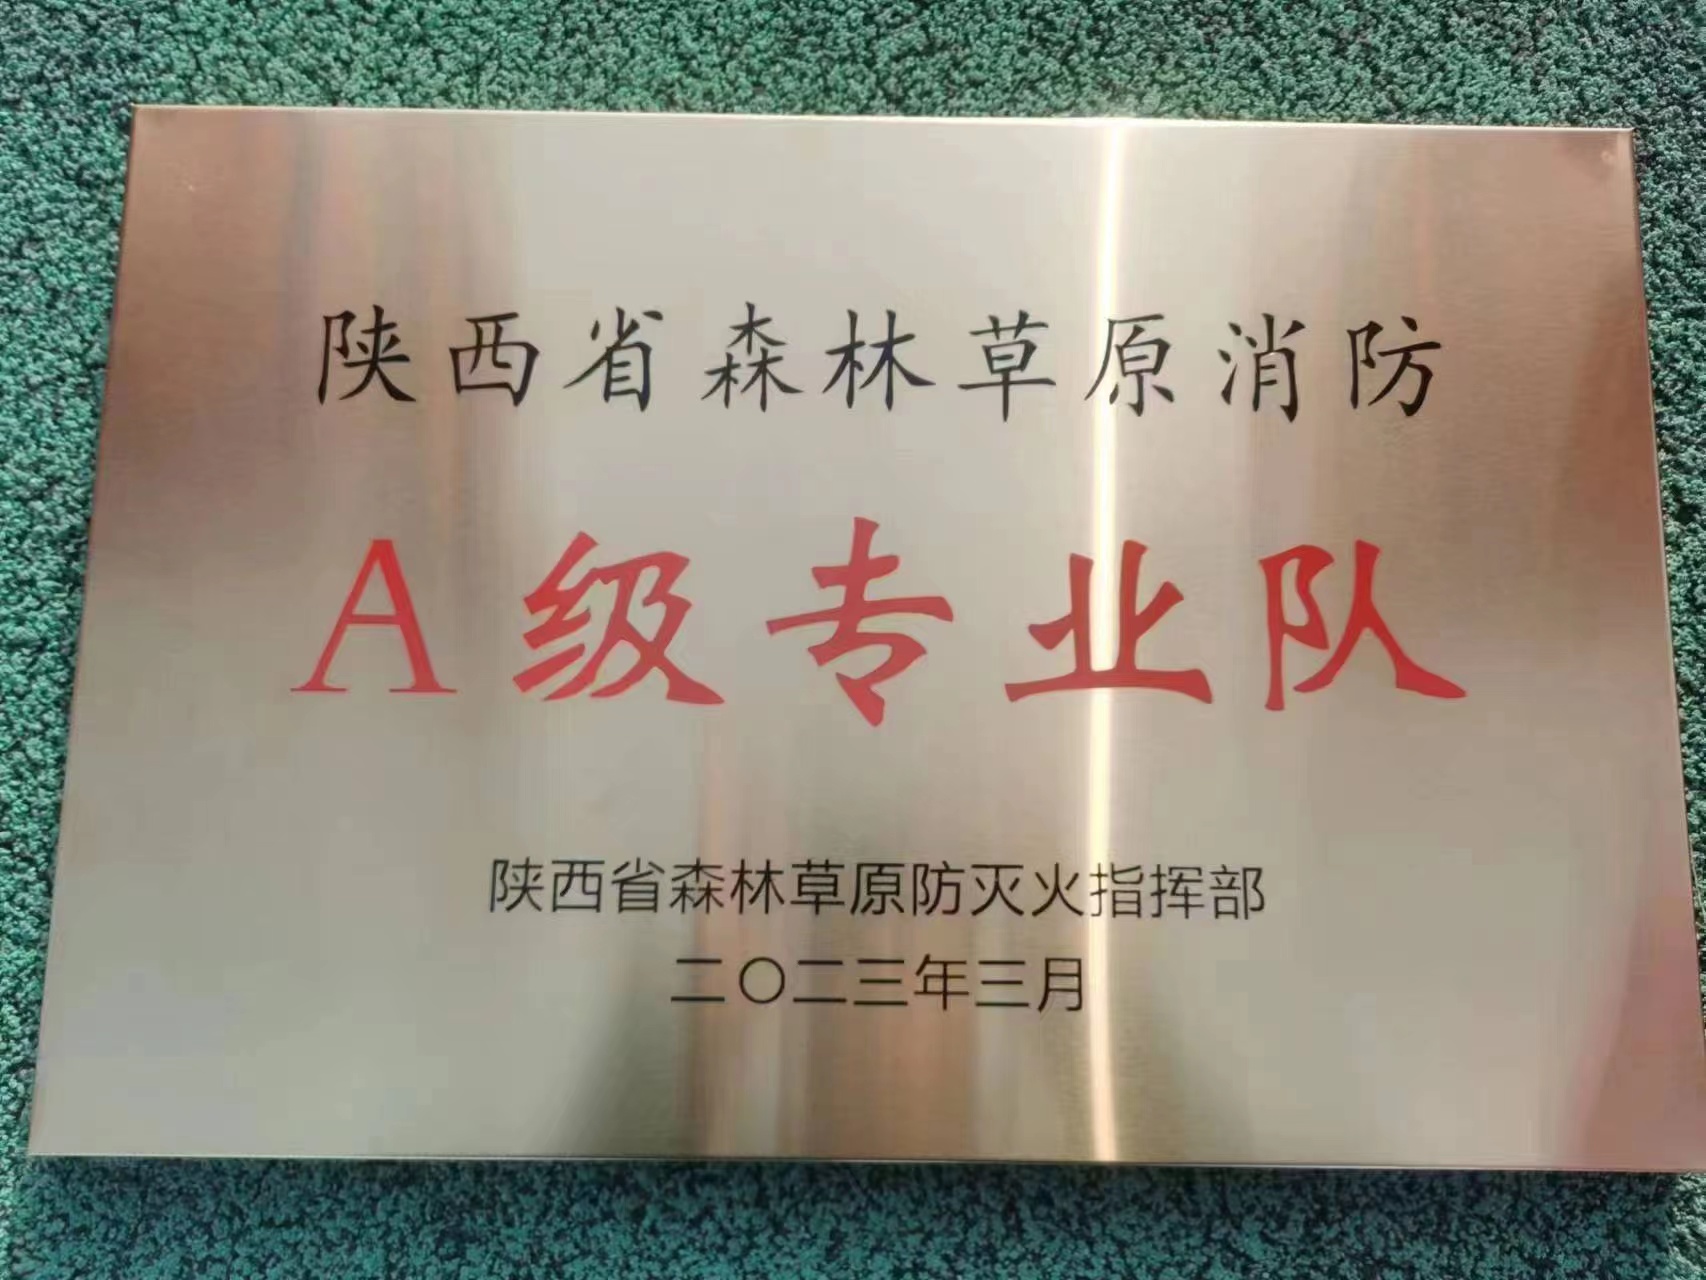 陕西省森林草原消防
A级专业队
陕西省森林草原防灭火指挥部
二〇二三年三月